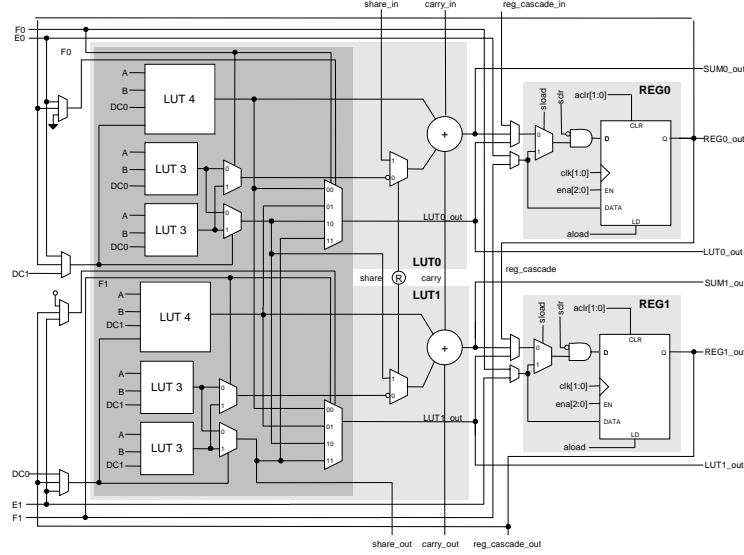 share_in carry_in reg_cascade_in
F0
E0
F0
A
B
DC0
LUT 4
A
B
DC0
LUT 3
0
1
A
B
DC0
LUT 3
0
1
00
01
10
11
1
0
+
SUM0_out
REG0
aclr[1:0]
sload
sclr
CLR
D
Q
REG0_out
0
1
clk[1:0]
ena[2:0]
EN
DATA
LD
aload
LUT0_out
LUT0_out
LUT0
DC1
share R carry
reg_cascade
LUT1
SUM1_out
F1
A
B
DC1
LUT 4
A
B
DC1
LUT 3
0
1
A
B
DC1
LUT 3
0
1
00
01
10
11
1
0
+
REG1
aclr[1:0]
sload
sclr
CLR
D
Q
REG1_out
0
1
clk[1:0]
ena[2:0]
EN
DATA
LD
aload
LUT1_out
LUT1_out
DC0
E1
F1
share_out carry_out reg_cascade_out